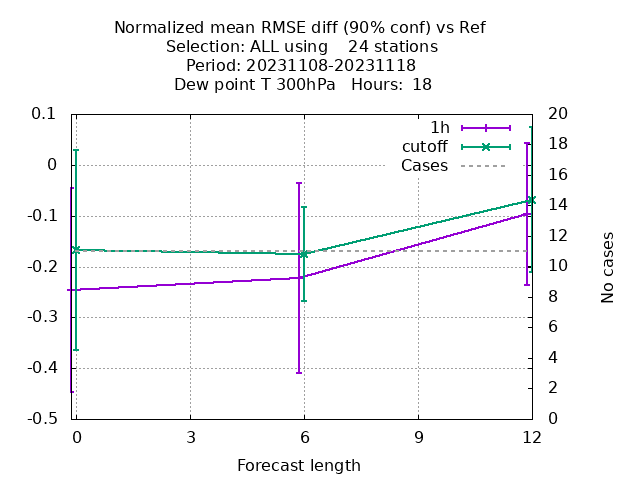 Normalized mean RMSE diff (90% conf) vs Ref
Selection: ALL using    24 stations
Period: 20231108-20231118
Dew point T 300hPa   Hours:  18
0.1
0
-0.1
-0.2
-0.3
-0.4
-0.5
20
18
16
14
12
10
8
6
4
2
0
1h
cutoff
Cases
No cases
0
3
6
9
12
Forecast length